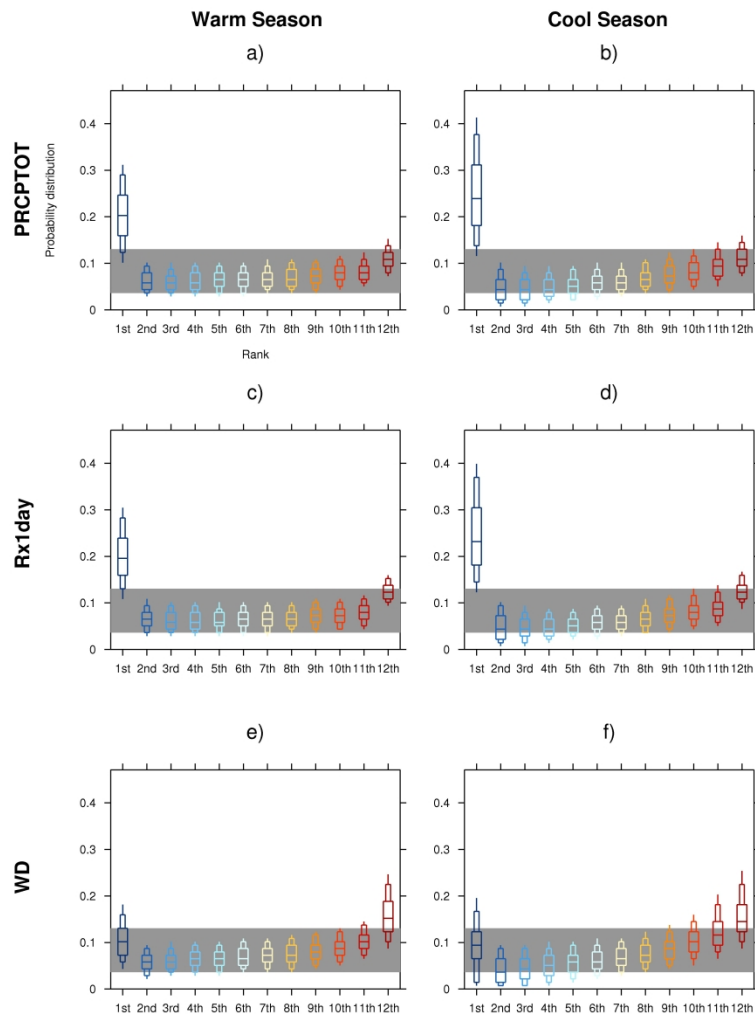 Warm Season Cool Season
a) b)
PRCPTOT
Probability distribution
0.4 0.4
0.3 0.3
0.2 0.2
0.1 0.1
0 0
1st 2nd 3rd 4th 5th 6th 7th 8th 9th 10th 11th 12th 1st 2nd 3rd 4th 5th 6th 7th 8th 9th 10th 11th 12th
Rank
c) d)
Rx1day
0.4 0.4
0.3 0.3
0.2 0.2
0.1 0.1
0 0
1st 2nd 3rd 4th 5th 6th 7th 8th 9th 10th 11th 12th 1st 2nd 3rd 4th 5th 6th 7th 8th 9th 10th 11th 12th
e) f)
WD
0.4 0.4
0.3 0.3
0.2 0.2
0.1 0.1
0 0
1st 2nd 3rd 4th 5th 6th 7th 8th 9th 10th 11th 12th 1st 2nd 3rd 4th 5th 6th 7th 8th 9th 10th 11th 12th